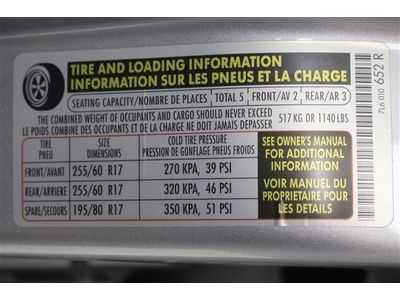 TIRE AND LOADING INFORMATION
INFORMATION SUR LES PNEUS ET LA CHARGE
SEATING CAPACITY/NOMBRE DE PLACES TOTAL 5 FRONT/AV 2 REAR/AR 3
THE COMBINED WEIGHT OF OCCUPANTS AND CARGO SHOULD NEVER EXCEED
LE POIDS COMBINÉS DES OCCUPANTS ET CARGO NE DOIT JAMAIS DEPASSER
517 KG OR 1140 LBS
TIRE PNEU SIZE DIMENSIONS COLD TIRE PRESSURE PRESSION DE GONFLAGE PNEUS FROIDS
FRONT/AVANT 255/60 R17 270 KPA, 39 PSI
REAR/ARRIERE 255/60 R17 320 KPA, 46 PSI
SPARE/SECOURS 195/80 R17 350 KPA, 51 PSI
SEE OWNER'S MANUAL
FOR ADDITIONAL
INFORMATION
VOIR MANUEL DU
PROPRIETAIRE POUR
LES DETAILS
7L6 010 652 R